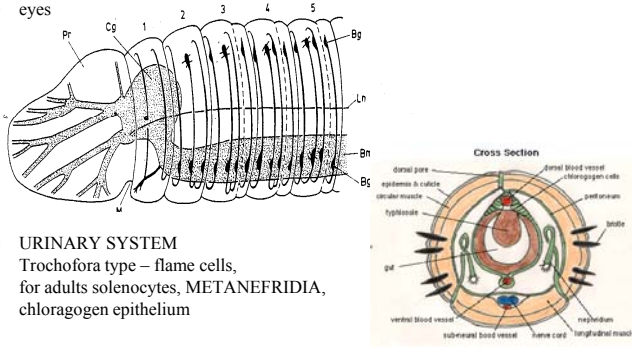 eyes
1 2 3 4 5
Pr
Cg
Bg
Ln
Bm
Bg
M
URINARY SYSTEM
Trochofora type – flame cells,
for adults solenocytes, METANEFRIDIA,
chloragogen epithelium
Cross Section
dorsal pore
dorsal blood vessel
chlorogogen cells
epidermis & cuticle
peritoneum
circular muscle
typhlosole
bristle
gut
nephridium
ventral blood vessel
longitudinal muscle
sub-neural bood vessel
nerve cord